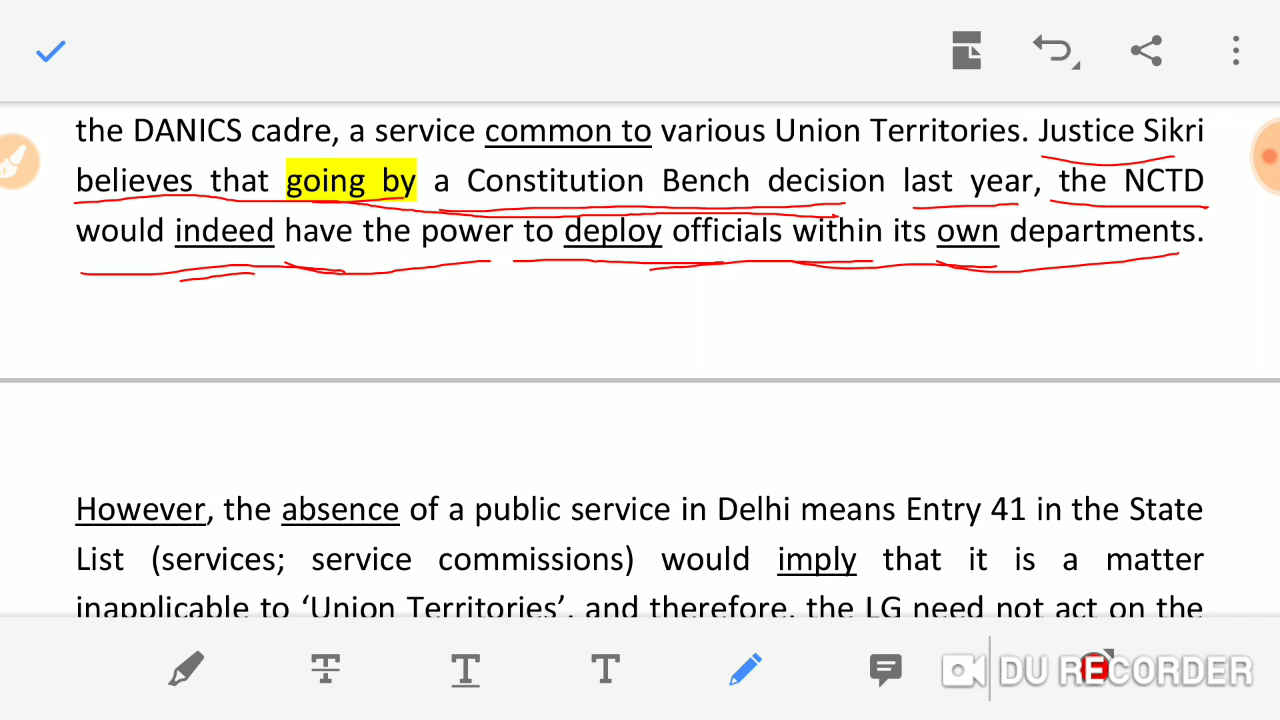 the DANICS cadre, a service common to various Union Territories. Justice Sikri
believes that going by a Constitution Bench decision last year, the NCTD
would indeed have the power to deploy officials within its own departments.
However, the absence of a public service in Delhi means Entry 41 in the State
List (services; service commissions) would imply that it is a matter
inapplicable to ‘Union Territories’, and therefore, the LG need not act on the
T T T
DU RECORDER